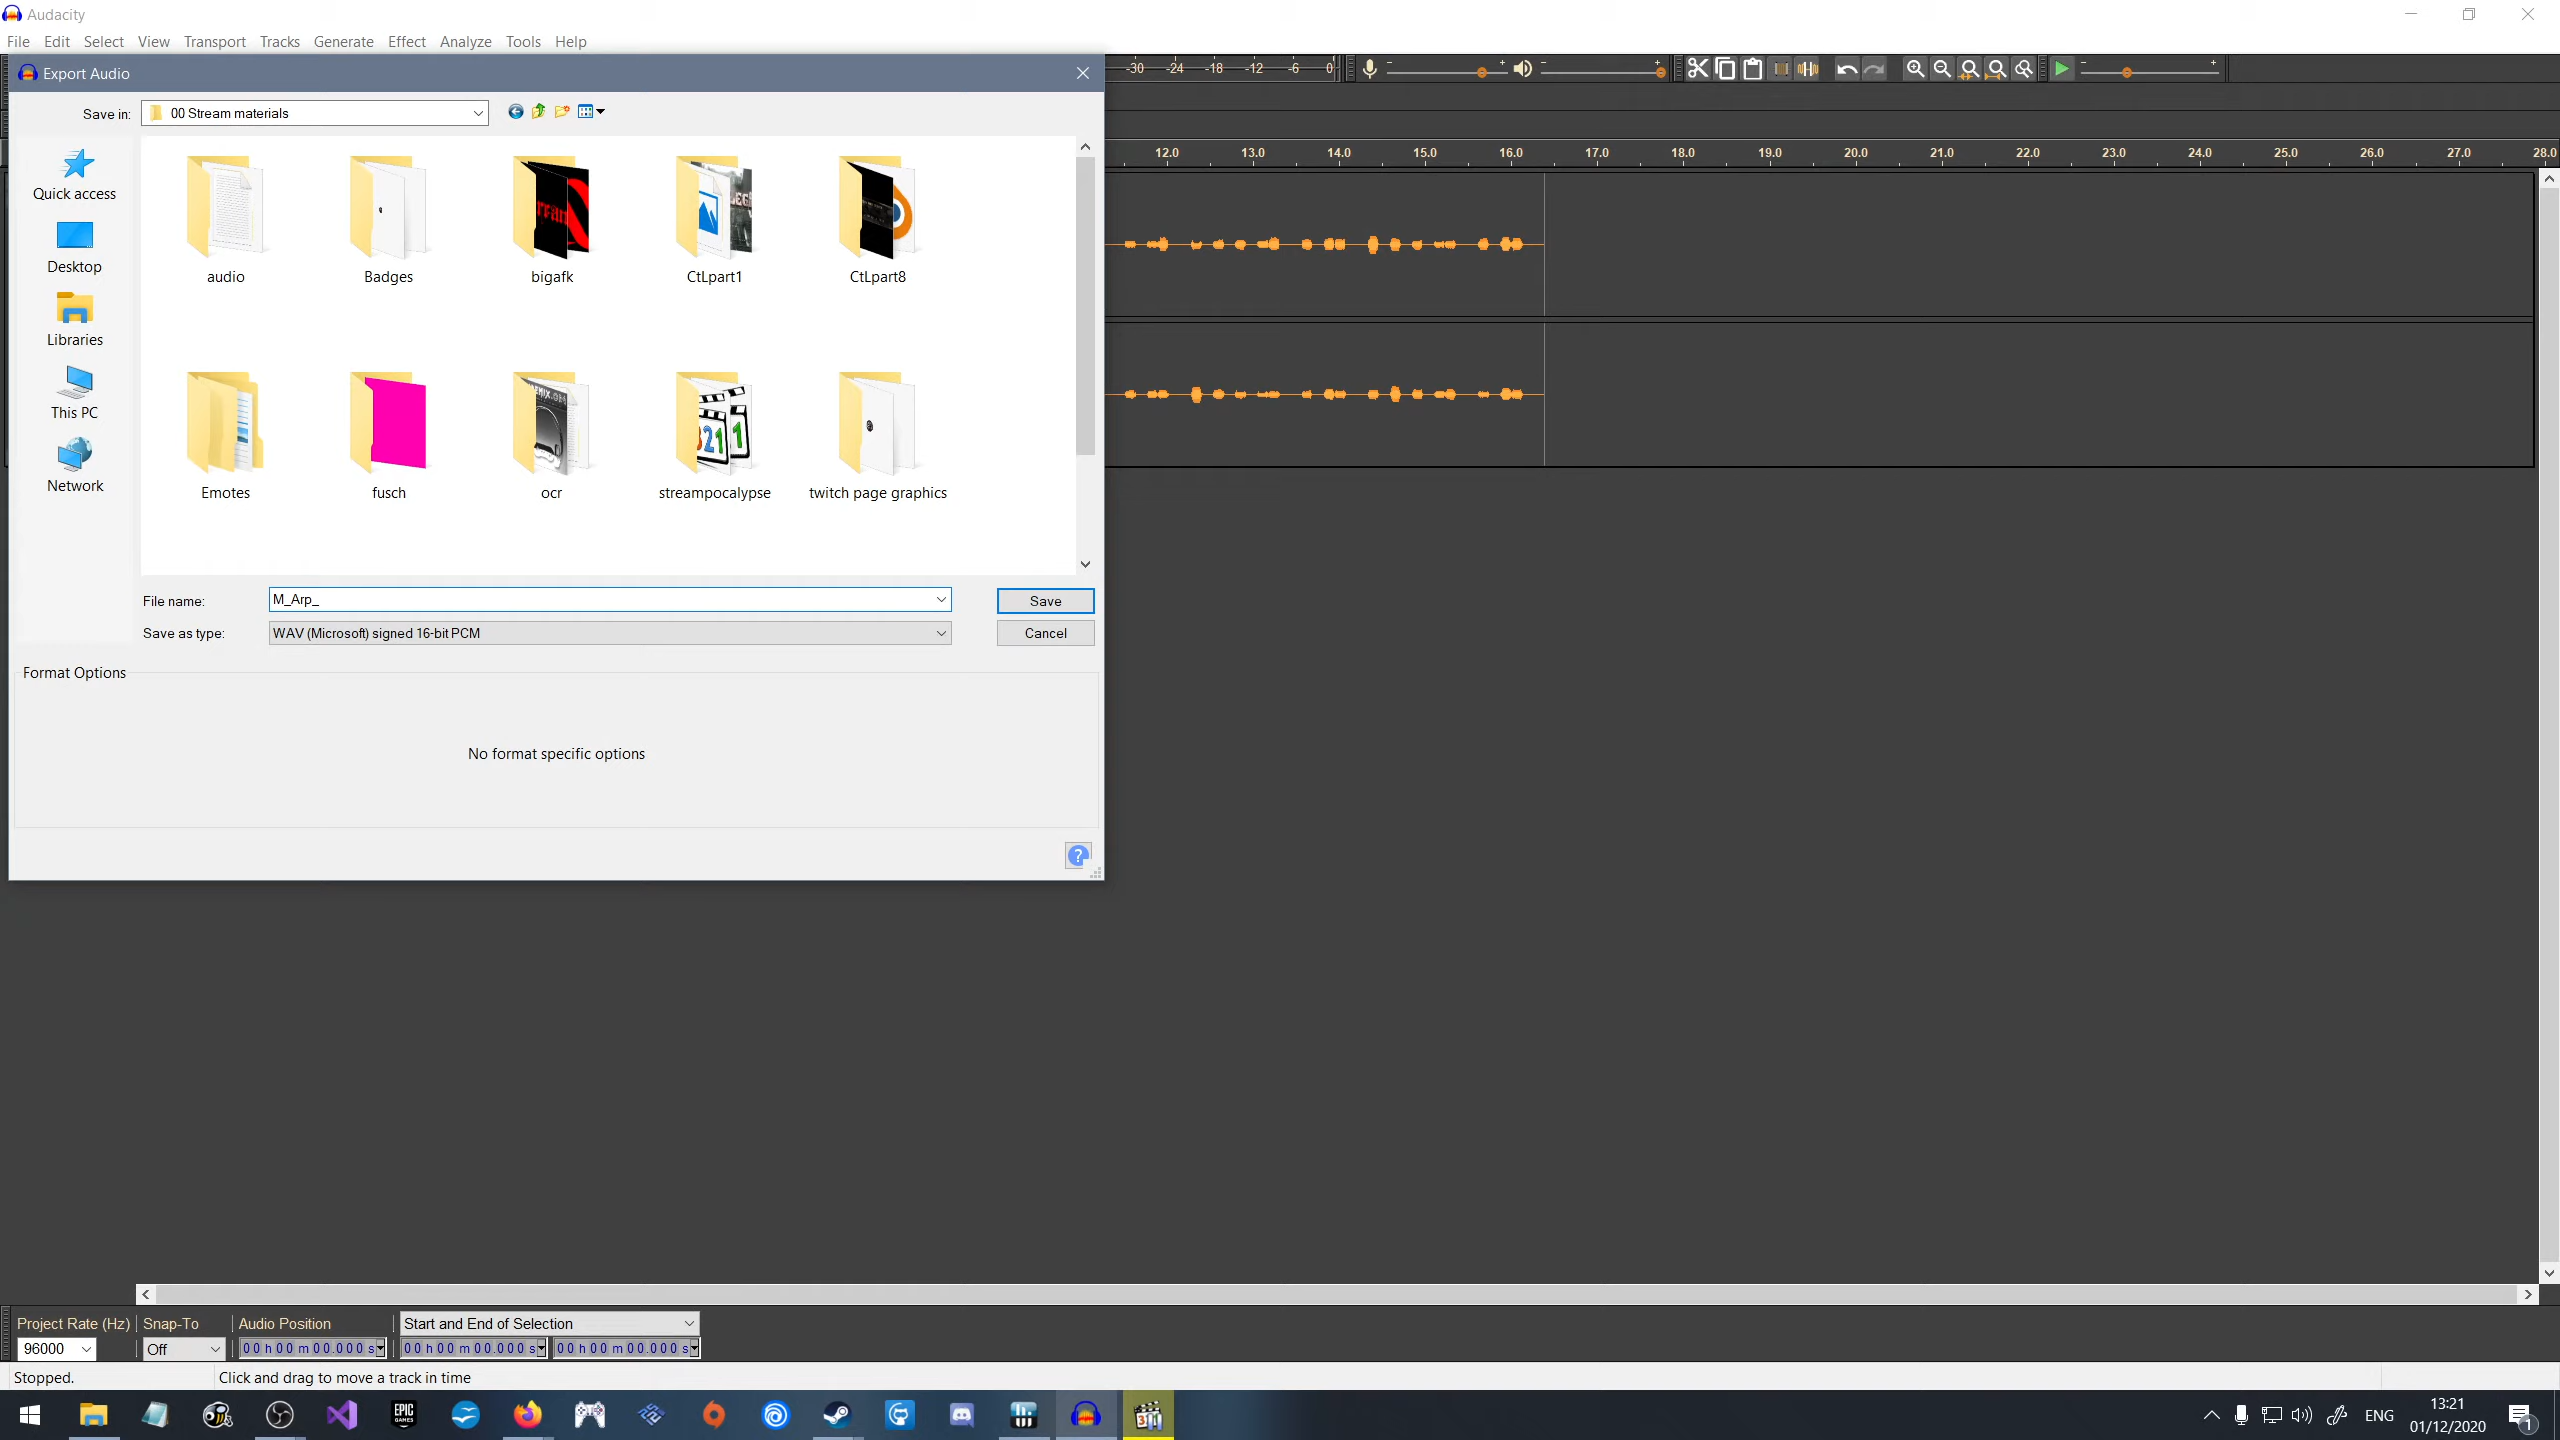 Audacity
File Edit Select View Transport Tracks Generate Effect Analyze Tools Help
Export Audio
-30 -24 -18 -12 -6 0
Save in: 00 Stream materials
12.0 13.0 14.0 15.0 16.0 17.0 18.0 19.0 20.0 21.0 22.0 23.0 24.0 25.0 26.0 27.0 28.0
Quick access
Desktop
Libraries
This PC
Network
audio Badges bigafk CtLpart1 CtLpart8
Emotes fusch ocr streampocalypse twitch page graphics
File name: M_Arp_ Save
Save as type: WAV (Microsoft) signed 16-bit PCM Cancel
Format Options
No format specific options
?
Project Rate (Hz) Snap-To Audio Position Start and End of Selection
96000 Off 00 h 00 m 00.000 s 00 h 00 m 00.000 s 00 h 00 m 00.000 s
Stopped. Click and drag to move a track in time
EPIC GAMES
ENG
13:21
01/12/2020
1